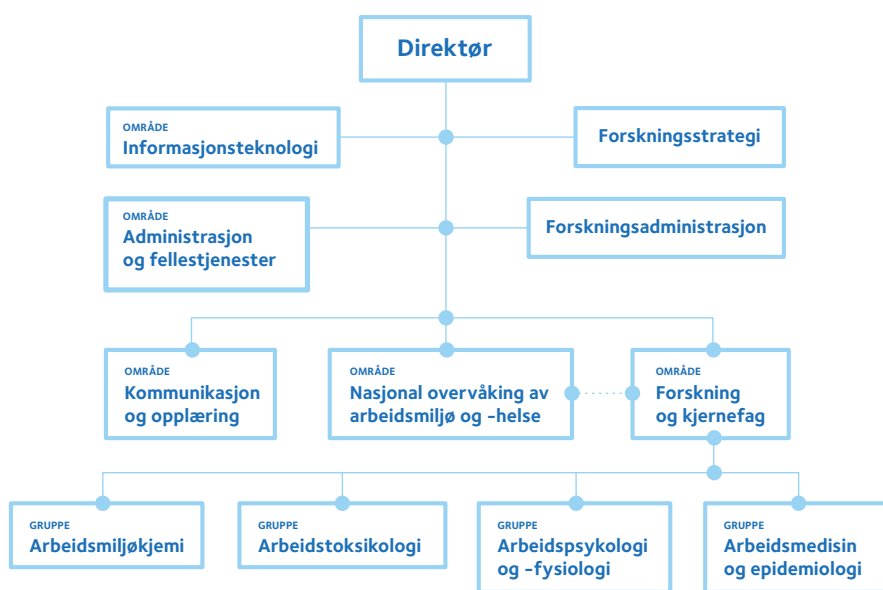 Direktør
OMRÅDE
Informasjonsteknologi
Forskningsstrategi
OMRÅDE
Administrasjon
og fellestjenester
Forskningsadministrasjon
OMRÅDE
Kommunikasjon
og opplæring
OMRÅDE
Nasjonal overvåking av
arbeidsmiljø og -helse
OMRÅDE
Forskning
og kjernefag
GRUPPE
Arbeidsmiljøkjemi
GRUPPE
Arbeidstoksikologi
GRUPPE
Arbeidspsykologi
og -fysiologi
GRUPPE
Arbeidsmedisin
og epidemiologi